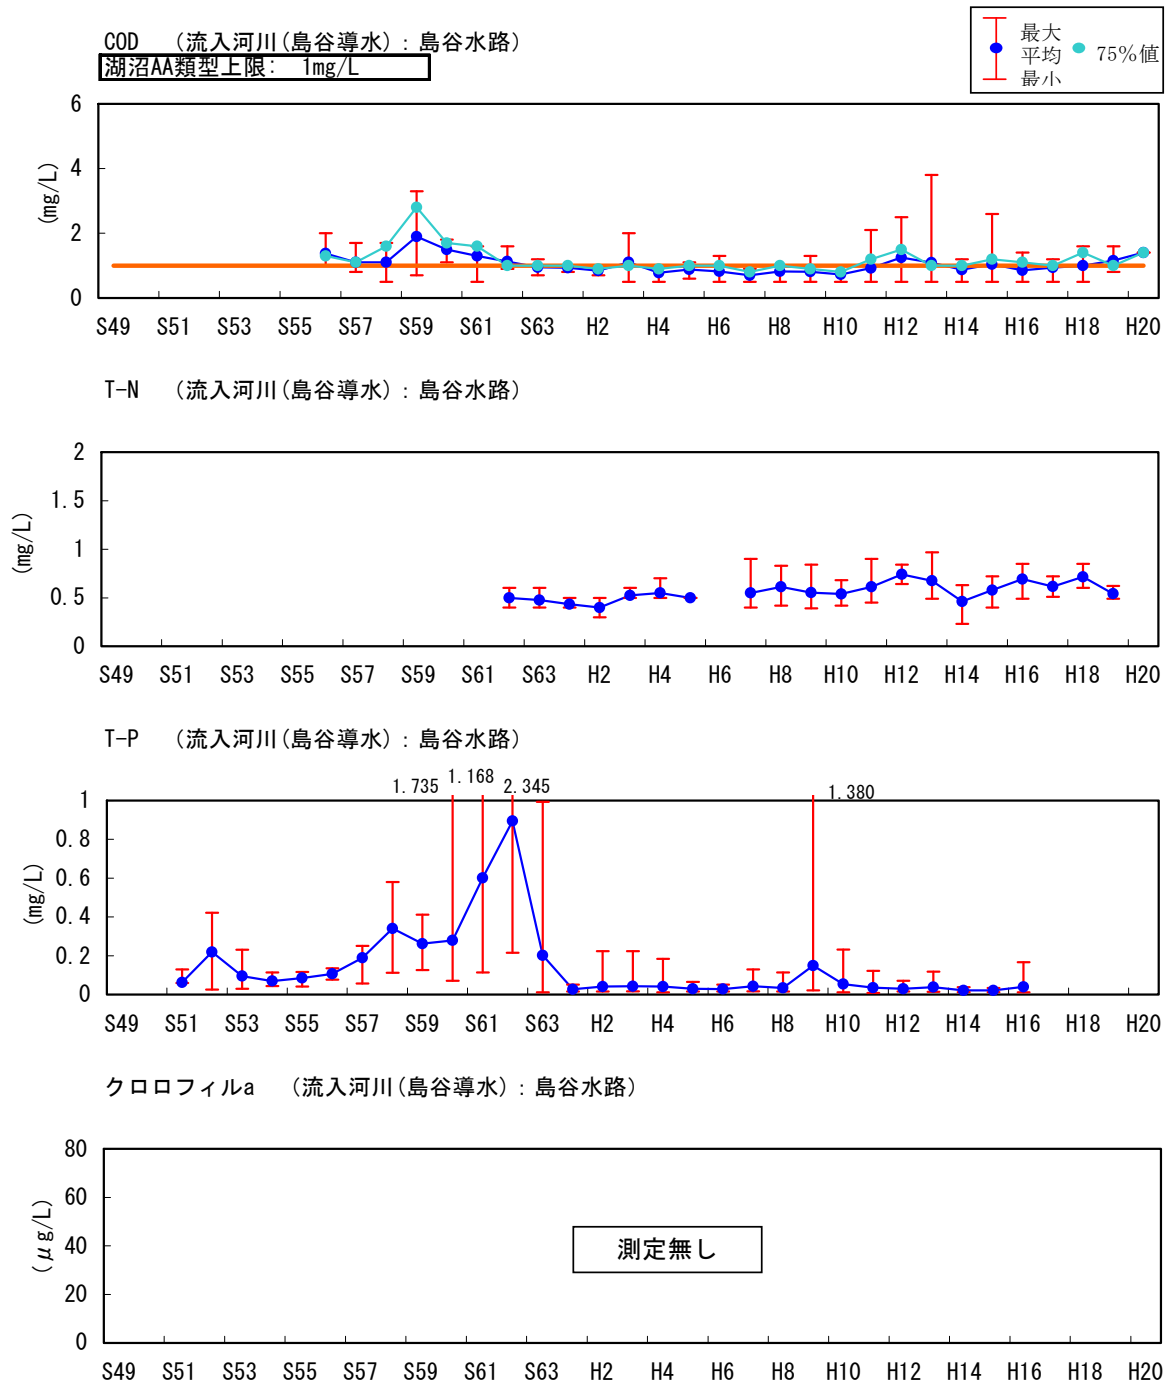 COD （流入河川(島谷導水)：島谷水路）
湖沼AA類型上限： 1mg/L
最大
平均
最小
75%値
6
4
2
0
(mg/L)
S49 S51 S53 S55 S57 S59 S61 S63 H2 H4 H6 H8 H10 H12 H14 H16 H18 H20
T-N （流入河川(島谷導水)：島谷水路）
2
1.5
1
0.5
0
(mg/L)
S49 S51 S53 S55 S57 S59 S61 S63 H2 H4 H6 H8 H10 H12 H14 H16 H18 H20
T-P （流入河川(島谷導水)：島谷水路）
1.735 1.168 2.345 1.380
1
0.8
0.6
0.4
0.2
0
(mg/L)
S49 S51 S53 S55 S57 S59 S61 S63 H2 H4 H6 H8 H10 H12 H14 H16 H18 H20
クロロフィルa （流入河川(島谷導水)：島谷水路）
80
60
40
20
0
(μg/L)
測定無し
S49 S51 S53 S55 S57 S59 S61 S63 H2 H4 H6 H8 H10 H12 H14 H16 H18 H20